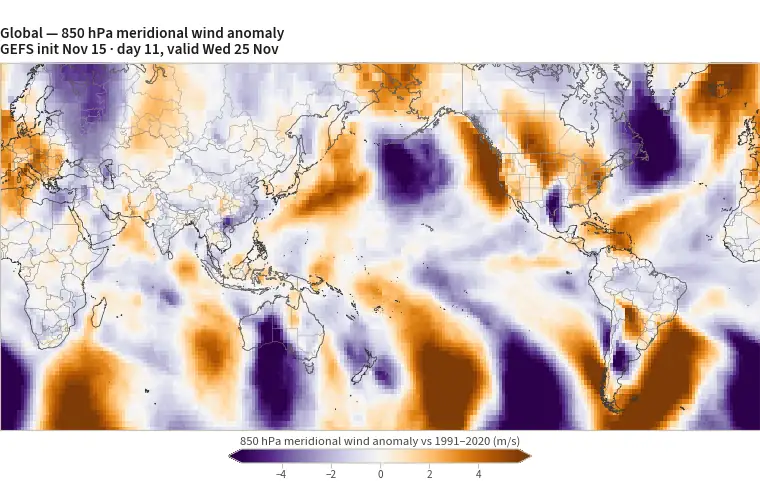 Global — 850 hPa meridional wind anomaly
GEFS init Nov 15 · day 11, valid Wed 25 Nov
850 hPa meridional wind anomaly vs 1991–2020 (m/s)
−4 −2 0 2 4